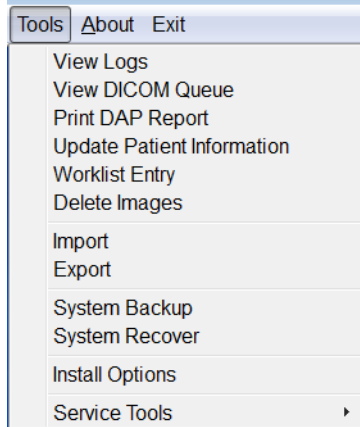 Tools About Exit
View Logs
View DICOM Queue
Print DAP Report
Update Patient Information
Worklist Entry
Delete Images
Import
Export
System Backup
System Recover
Install Options
Service Tools